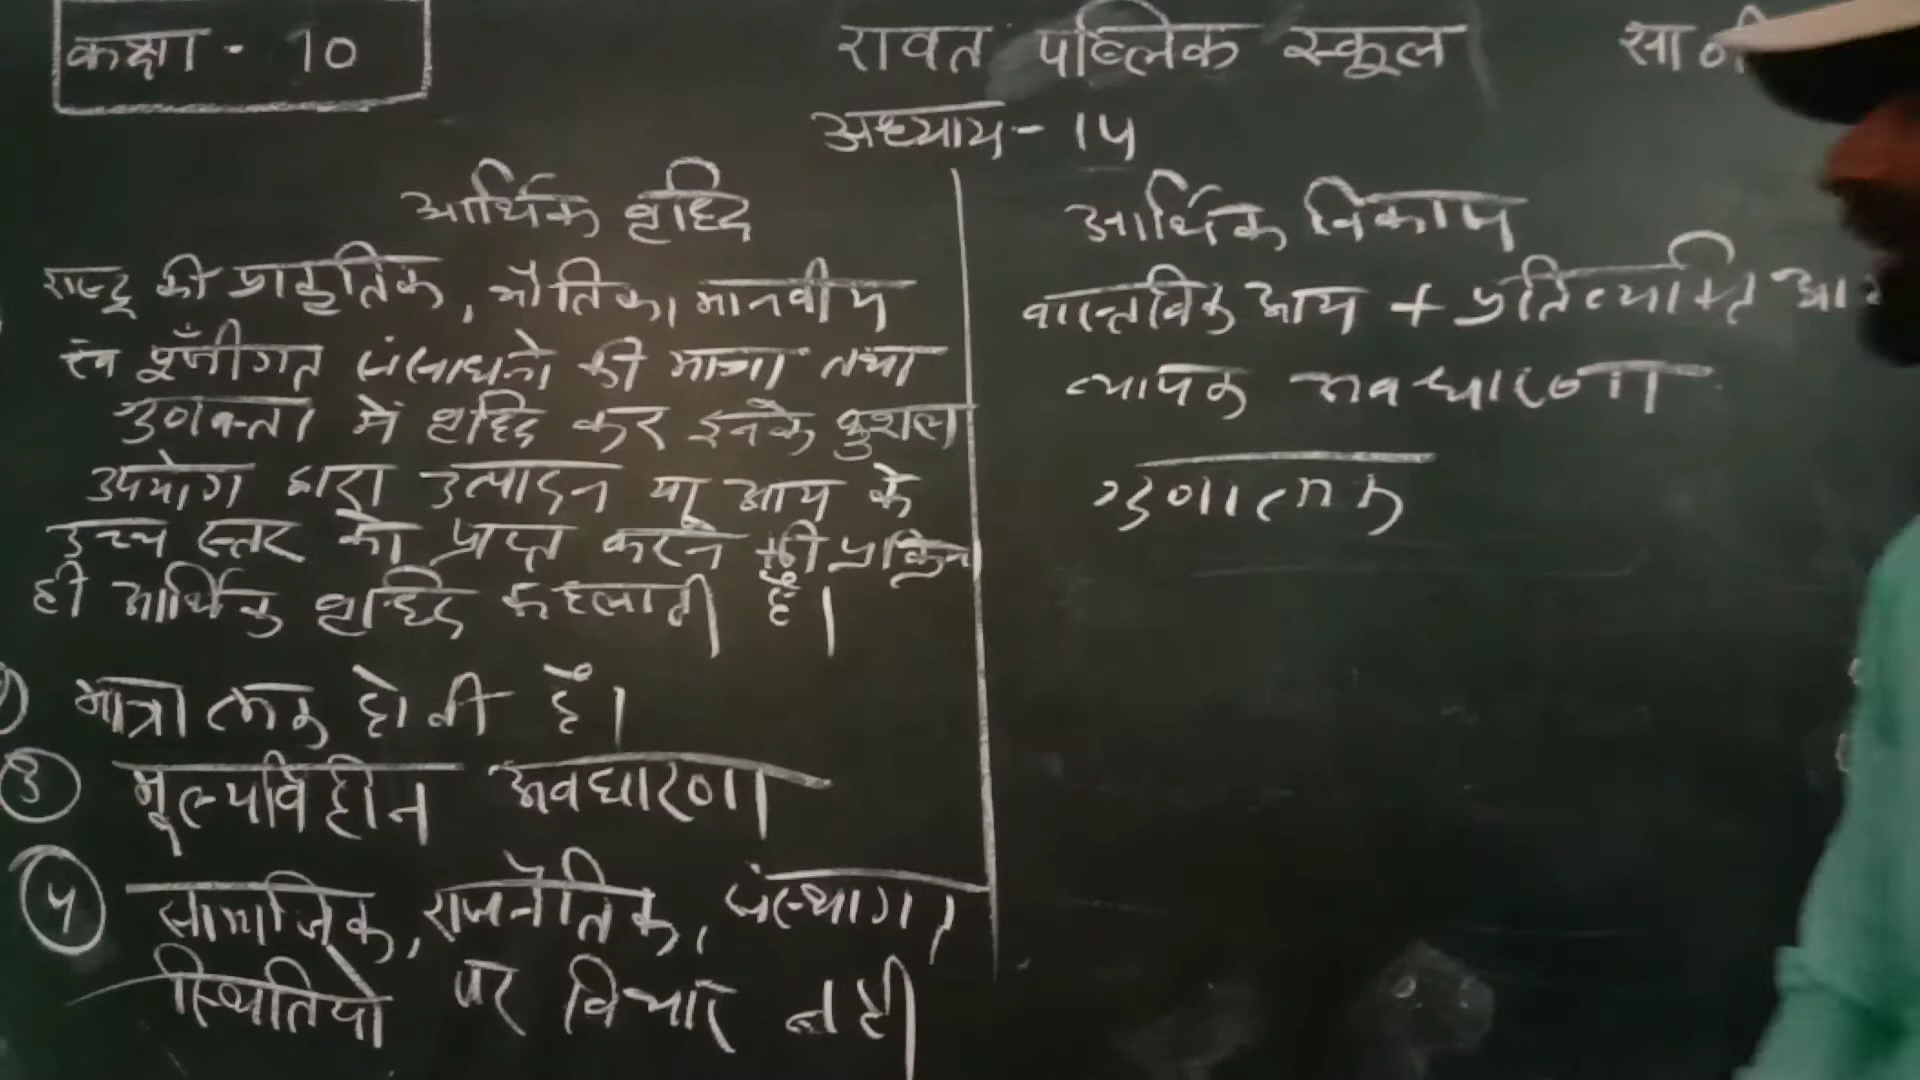 कक्षा - 10
रावत पब्लिक स्कूल
अध्याय - 14
आर्थिक वृद्धि
राष्ट्र की प्राकृतिक, भौतिक, मानवीय
एवं पूँजीगत संसाधनो की मात्रा तथा
गुणवत्ता में वृद्धि कर इनके कुशल
उपयोग द्वारा उत्पादन या आय के
उच्च स्तर को प्राप्त करने की
ही आर्थिक वृद्धि कहलाती है।
मात्रात्मक होती है।
3 मूल्यविहीन अवधारणा
4 सामाजिक, राजनैतिक, संस्थागत
स्थितियो पर विचार नही
आर्थिक विकास
वास्तविक आय + प्रतिव्यक्ति
व्यापक अवधारणा
गुणात्मक